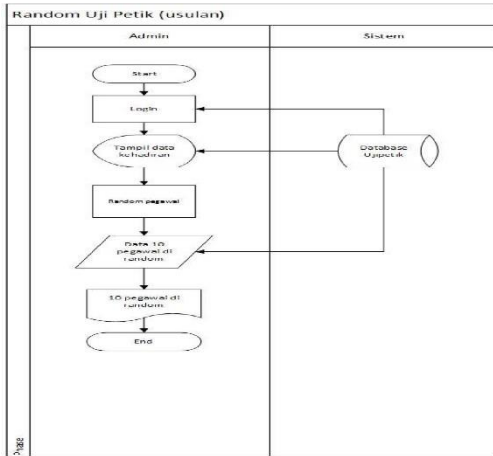 Random Uji Petik (usulan)
Admin
Sistem
Start
Login
Tampil data
kehadiran
Database
Ujipetik
Random pegawai
Data 10
pegawai di
random
10 pegawai di
random
End
Phase